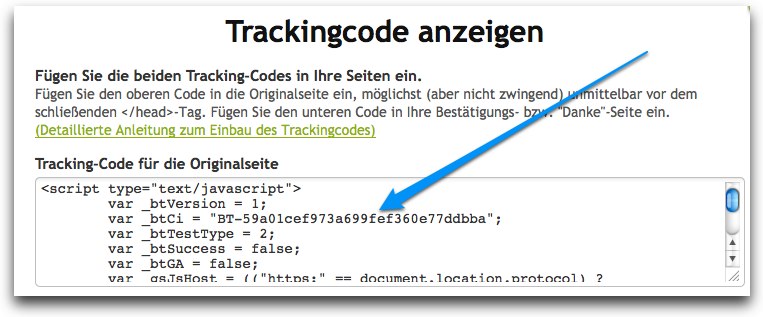 Trackingcode anzeigen
Fügen Sie die beiden Tracking-Codes in Ihre Seiten ein.
Fügen Sie den oberen Code in die Originalseite ein, möglichst (aber nicht zwingend) unmittelbar vor dem
schließenden </head>-Tag. Fügen Sie den unteren Code in Ihre Bestätigungs- bzw. "Danke"-Seite ein.
(Detaillierte Anleitung zum Einbau des Trackingcodes)
Tracking-Code für die Originalseite
<script type="text/javascript">
var _btVersion = 1;
var _btCi = "BT-59a01cef973a699fef360e77ddbba";
var _btTestType = 2;
var _btSuccess = false;
var _btGA = false;
var _gsJsHost = (("https:" == document.location.protocol) ?